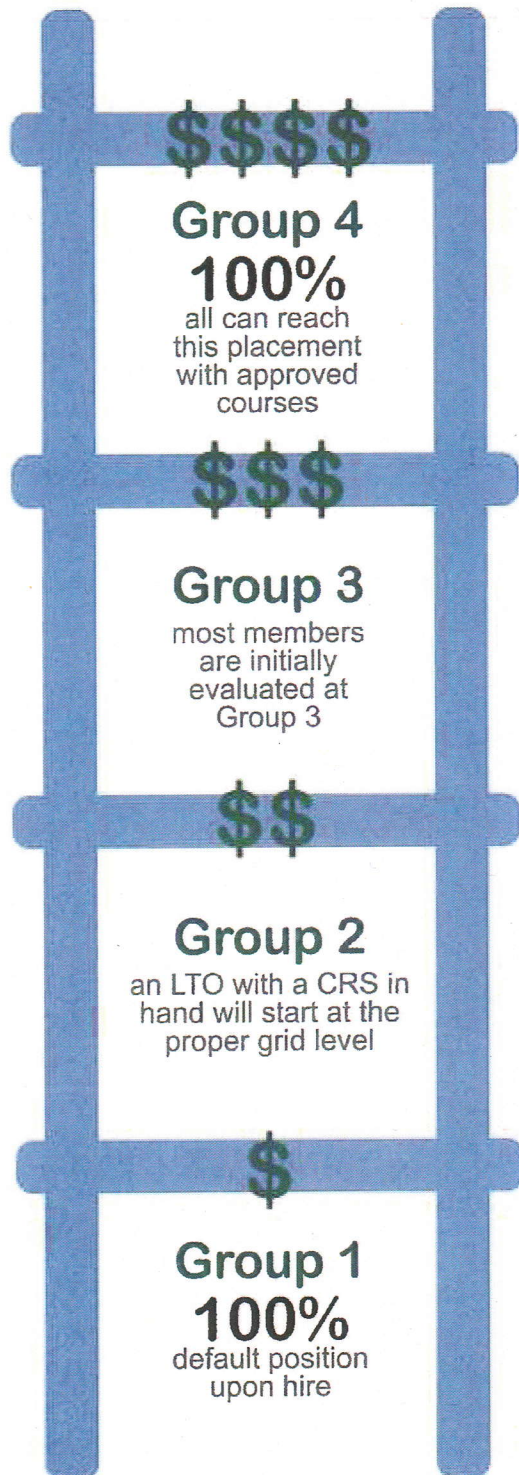 $$$$
Group 4
100%
all can reach
this placement
with approved
courses
$$$
Group 3
most members
are initially
evaluated at
Group 3
$$
Group 2
an LTO with a CRS in
hand will start at the
proper grid level
$
Group 1
100%
default position
upon hire